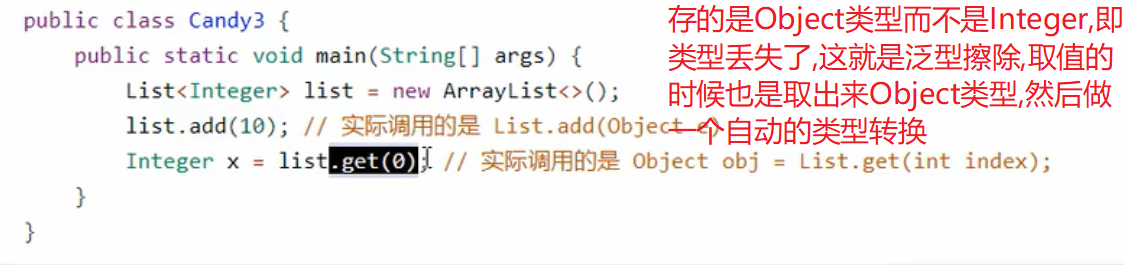 public class Candy3 {
public static void main(String[] args) {
List<Integer> list = new ArrayList<>();
list.add(10); // 实际调用的是 List.add(Object e)
Integer x = list.get(0); // 实际调用的是 Object obj = List.get(int index);
}
}
存的是Object类型而不是Integer,即
类型丢失了,这就是泛型擦除,取值的
时候也是取出来Object类型,然后做
一个自动的类型转换